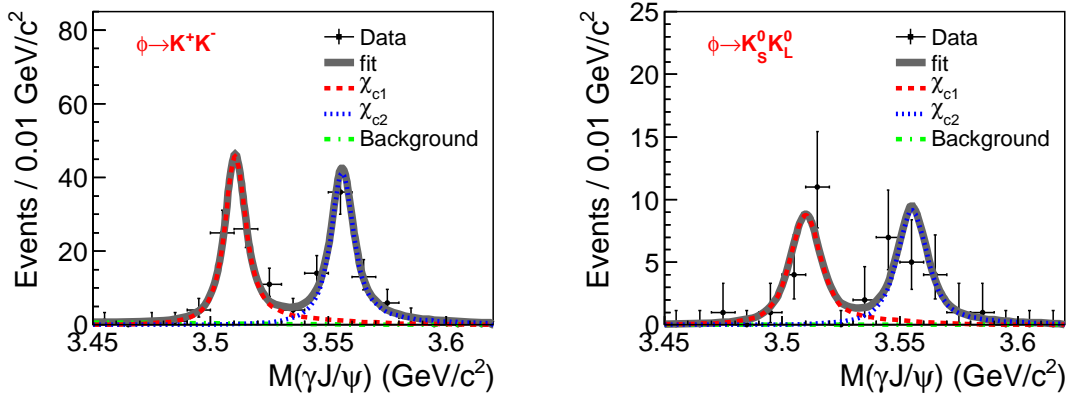 Events / 0.01 GeV/c²
80
60
40
20
0
ϕ→K⁺K⁻
Data
fit
χc1
χc2
Background
3.45 3.5 3.55 3.6
M(γJ/ψ) (GeV/c²)
Events / 0.01 GeV/c²
25
20
15
10
5
0
ϕ→K⁰SK⁰L
Data
fit
χc1
χc2
Background
3.45 3.5 3.55 3.6
M(γJ/ψ) (GeV/c²)